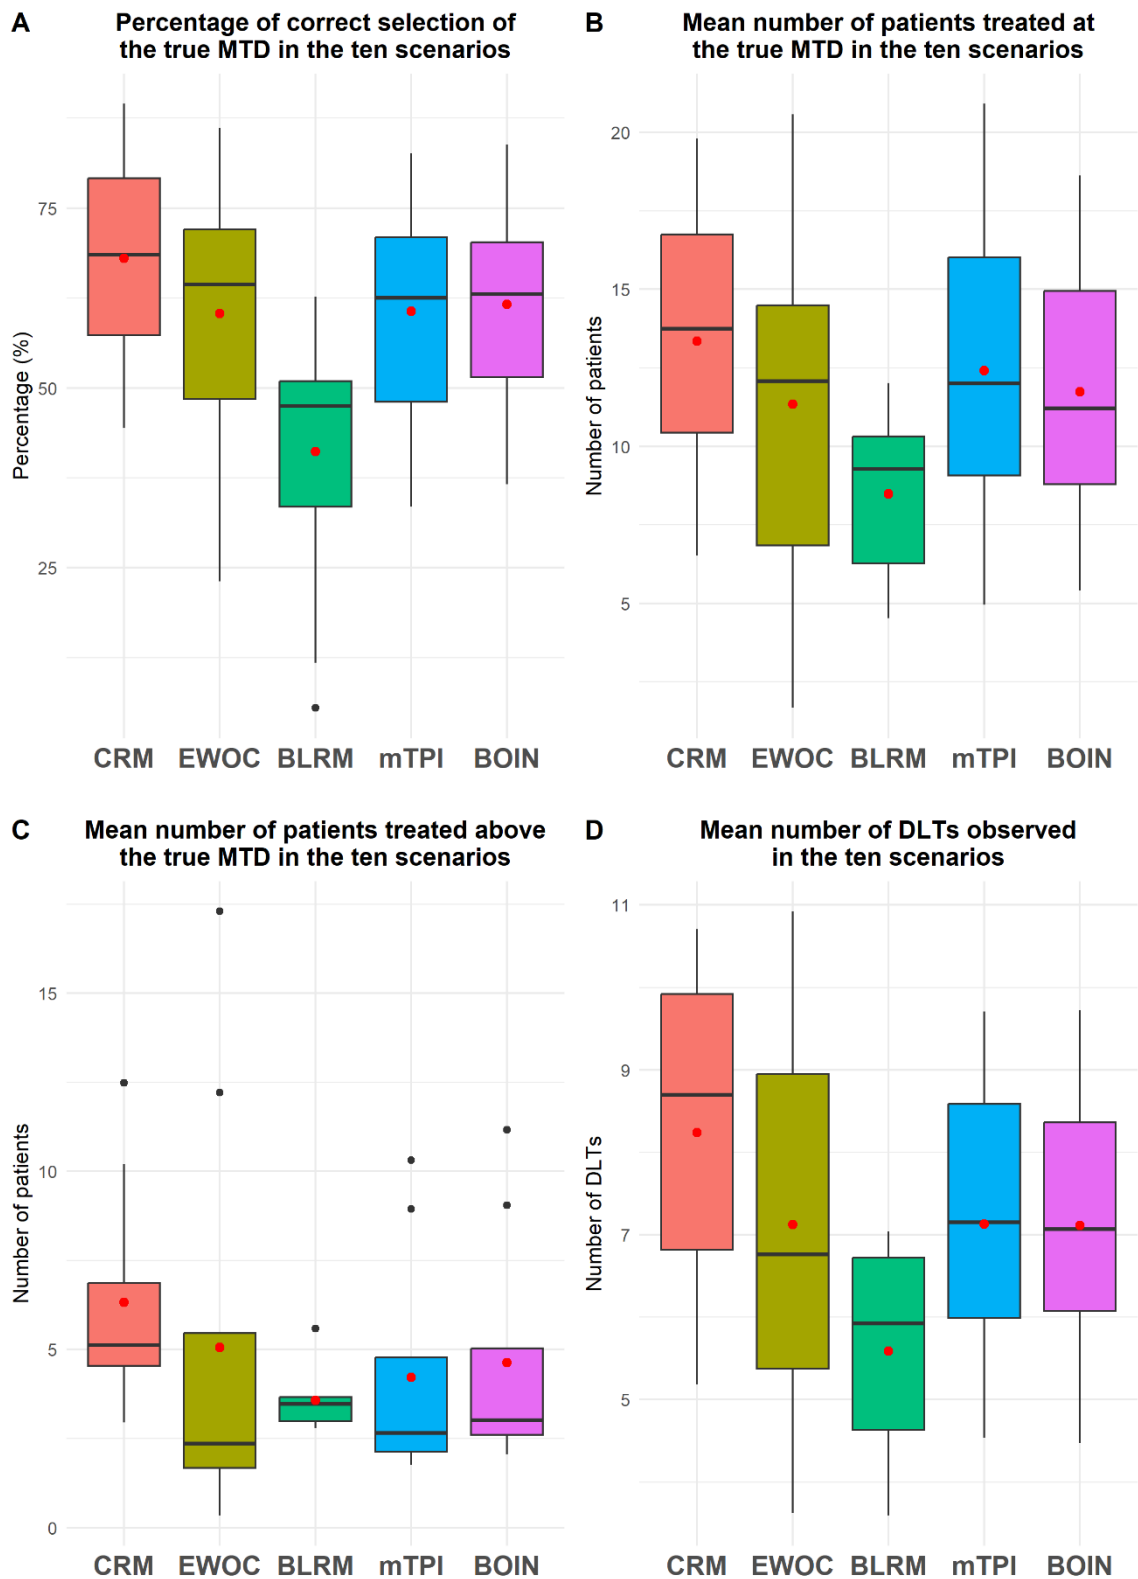 A
Percentage of correct selection of
the true MTD in the ten scenarios
Percentage (%)
75
50
25
CRM EWOC BLRM mTPI BOIN
B
Mean number of patients treated at
the true MTD in the ten scenarios
Number of patients
20
15
10
5
CRM EWOC BLRM mTPI BOIN
C
Mean number of patients treated above
the true MTD in the ten scenarios
Number of patients
15
10
5
0
CRM EWOC BLRM mTPI BOIN
D
Mean number of DLTs observed
in the ten scenarios
Number of DLTs
11
9
7
5
CRM EWOC BLRM mTPI BOIN